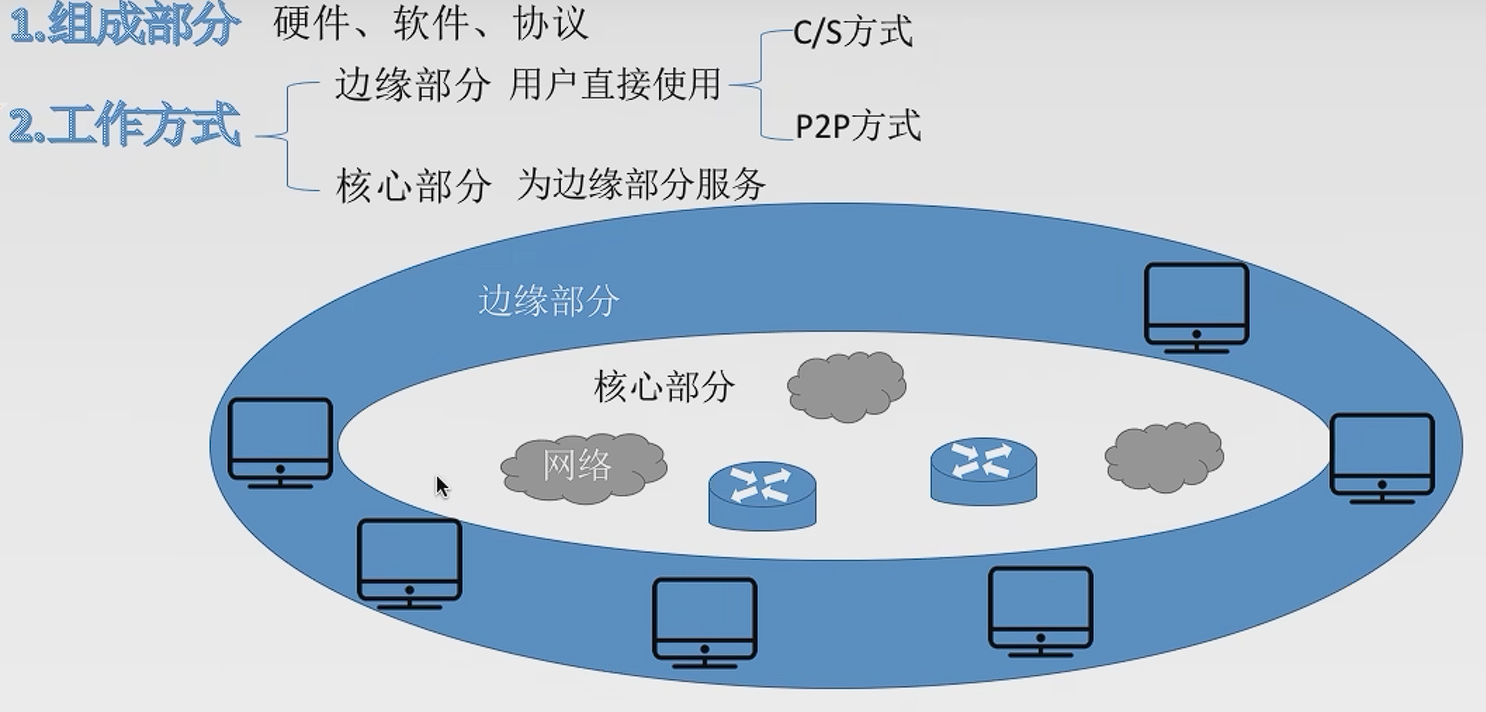 1.组成部分 硬件、软件、协议
C/S方式
边缘部分 用户直接使用
2.工作方式
P2P方式
核心部分 为边缘部分服务
边缘部分
核心部分
网络